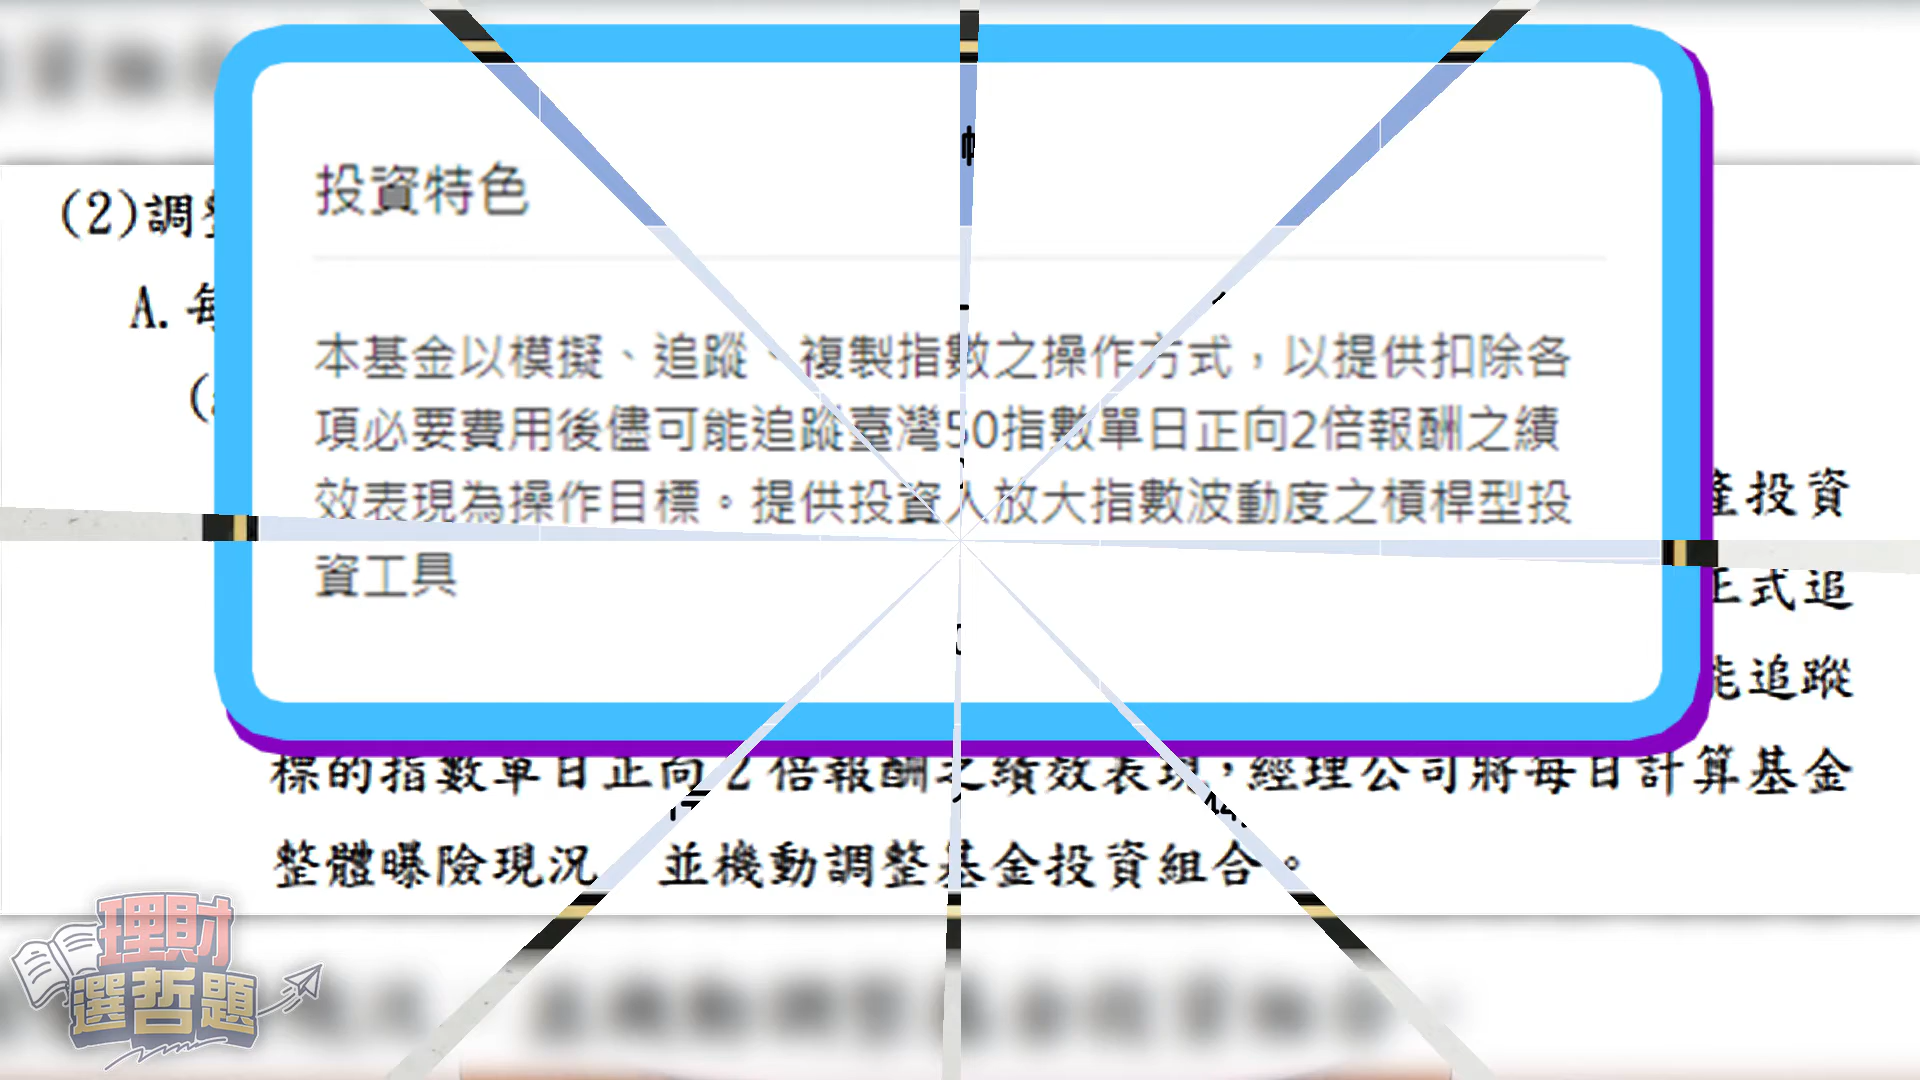 (2)調
A.每
投資特色
本基金以模擬、追蹤、複製指數之操作方式，以提供扣除各
項必要費用後儘可能追蹤臺灣50指數單日正向2倍報酬之績
效表現為操作目標。提供投資人放大指數波動度之槓桿型投
資工具
產投資
正式追
能追蹤
標的指數單日正向2倍報酬之績效表現，經理公司將每日計算基金
整體曝險現況 並機動調整基金投資組合。
理財
選哲題